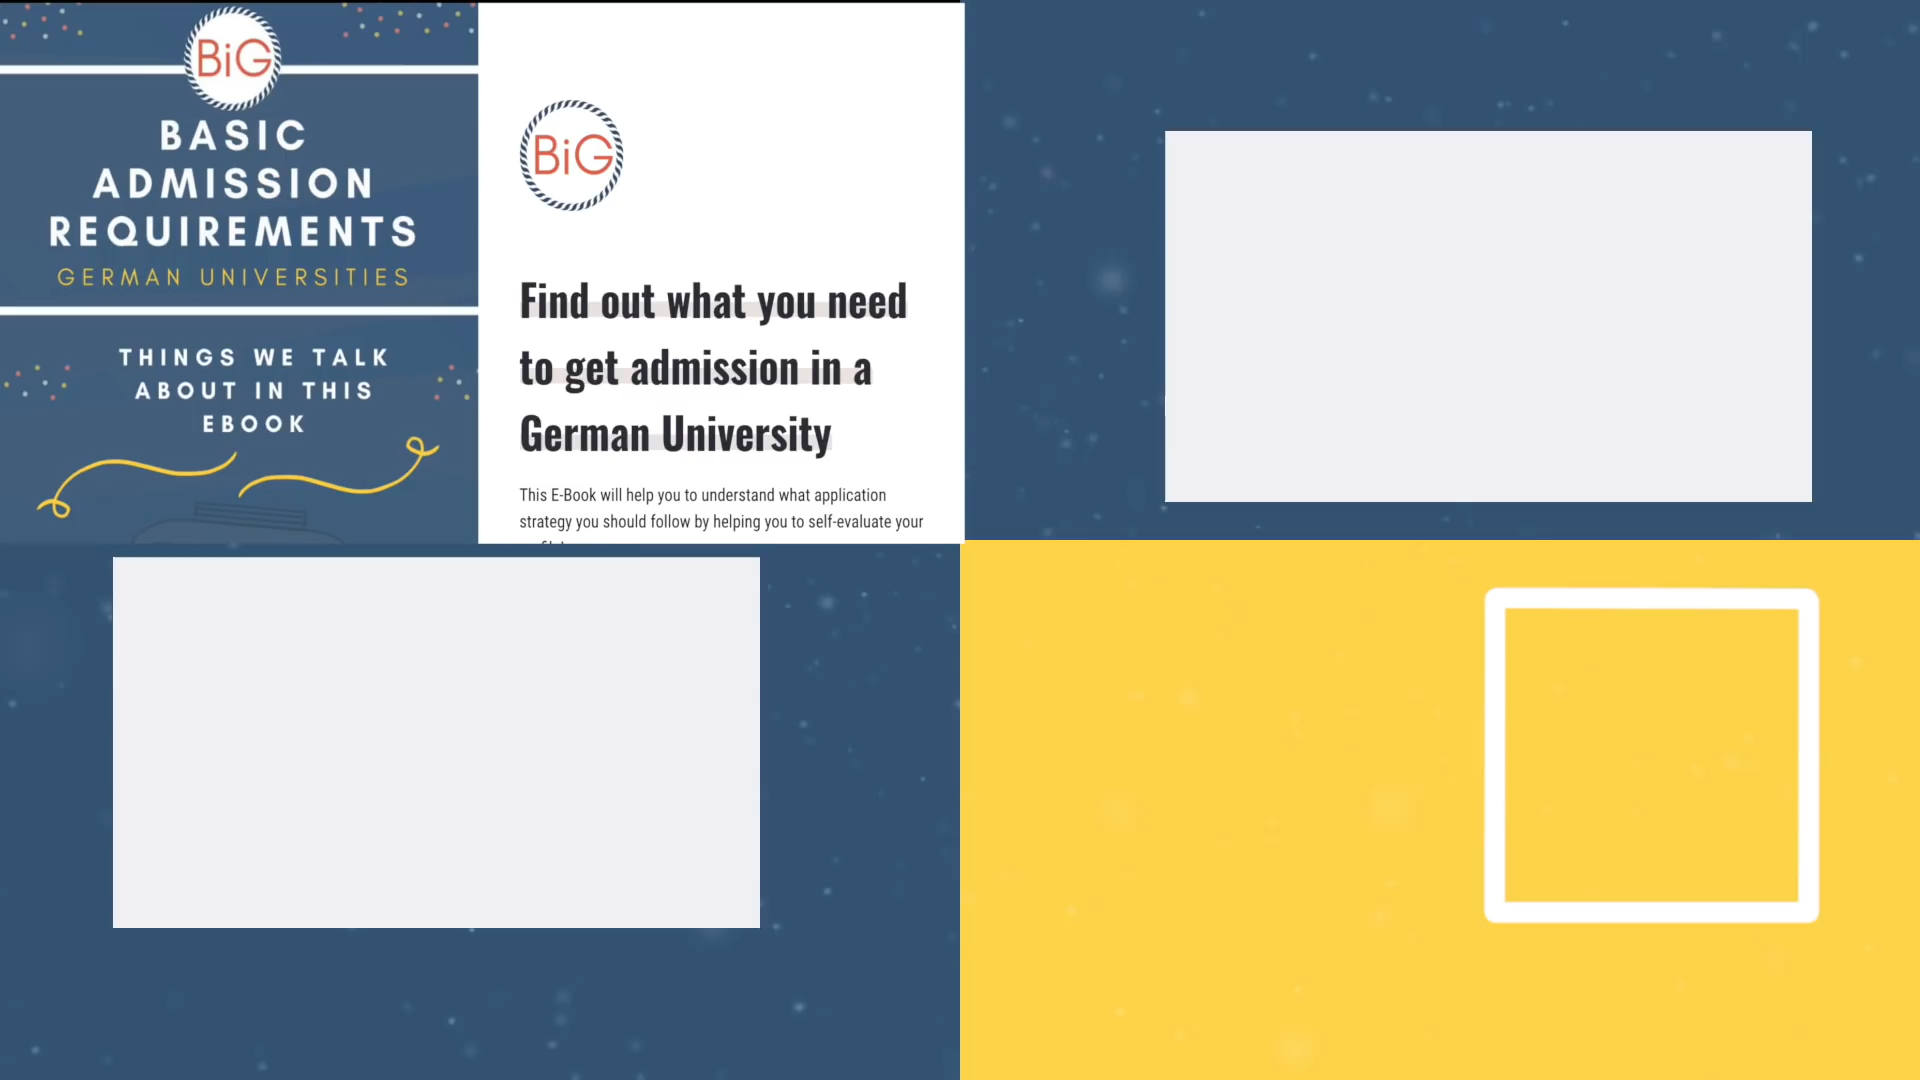 BiG
BASIC
ADMISSION
REQUIREMENTS
GERMAN UNIVERSITIES
THINGS WE TALK
ABOUT IN THIS
EBOOK
BiG
Find out what you need
to get admission in a
German University
This E-Book will help you to understand what application
strategy you should follow by helping you to self-evaluate your